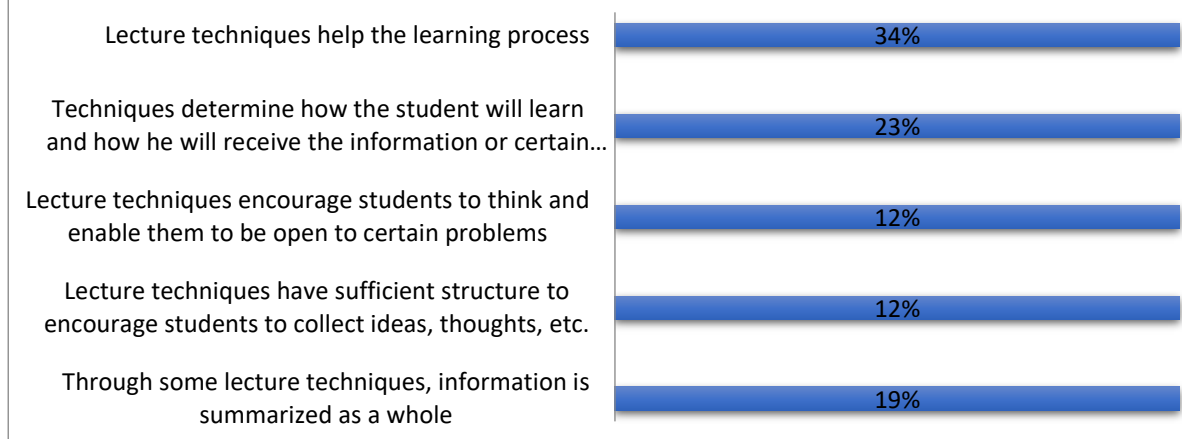 Lecture techniques help the learning process
34%
Techniques determine how the student will learn
and how he will receive the information or certain...
23%
Lecture techniques encourage students to think and
enable them to be open to certain problems
12%
Lecture techniques have sufficient structure to
encourage students to collect ideas, thoughts, etc.
12%
Through some lecture techniques, information is
summarized as a whole
19%